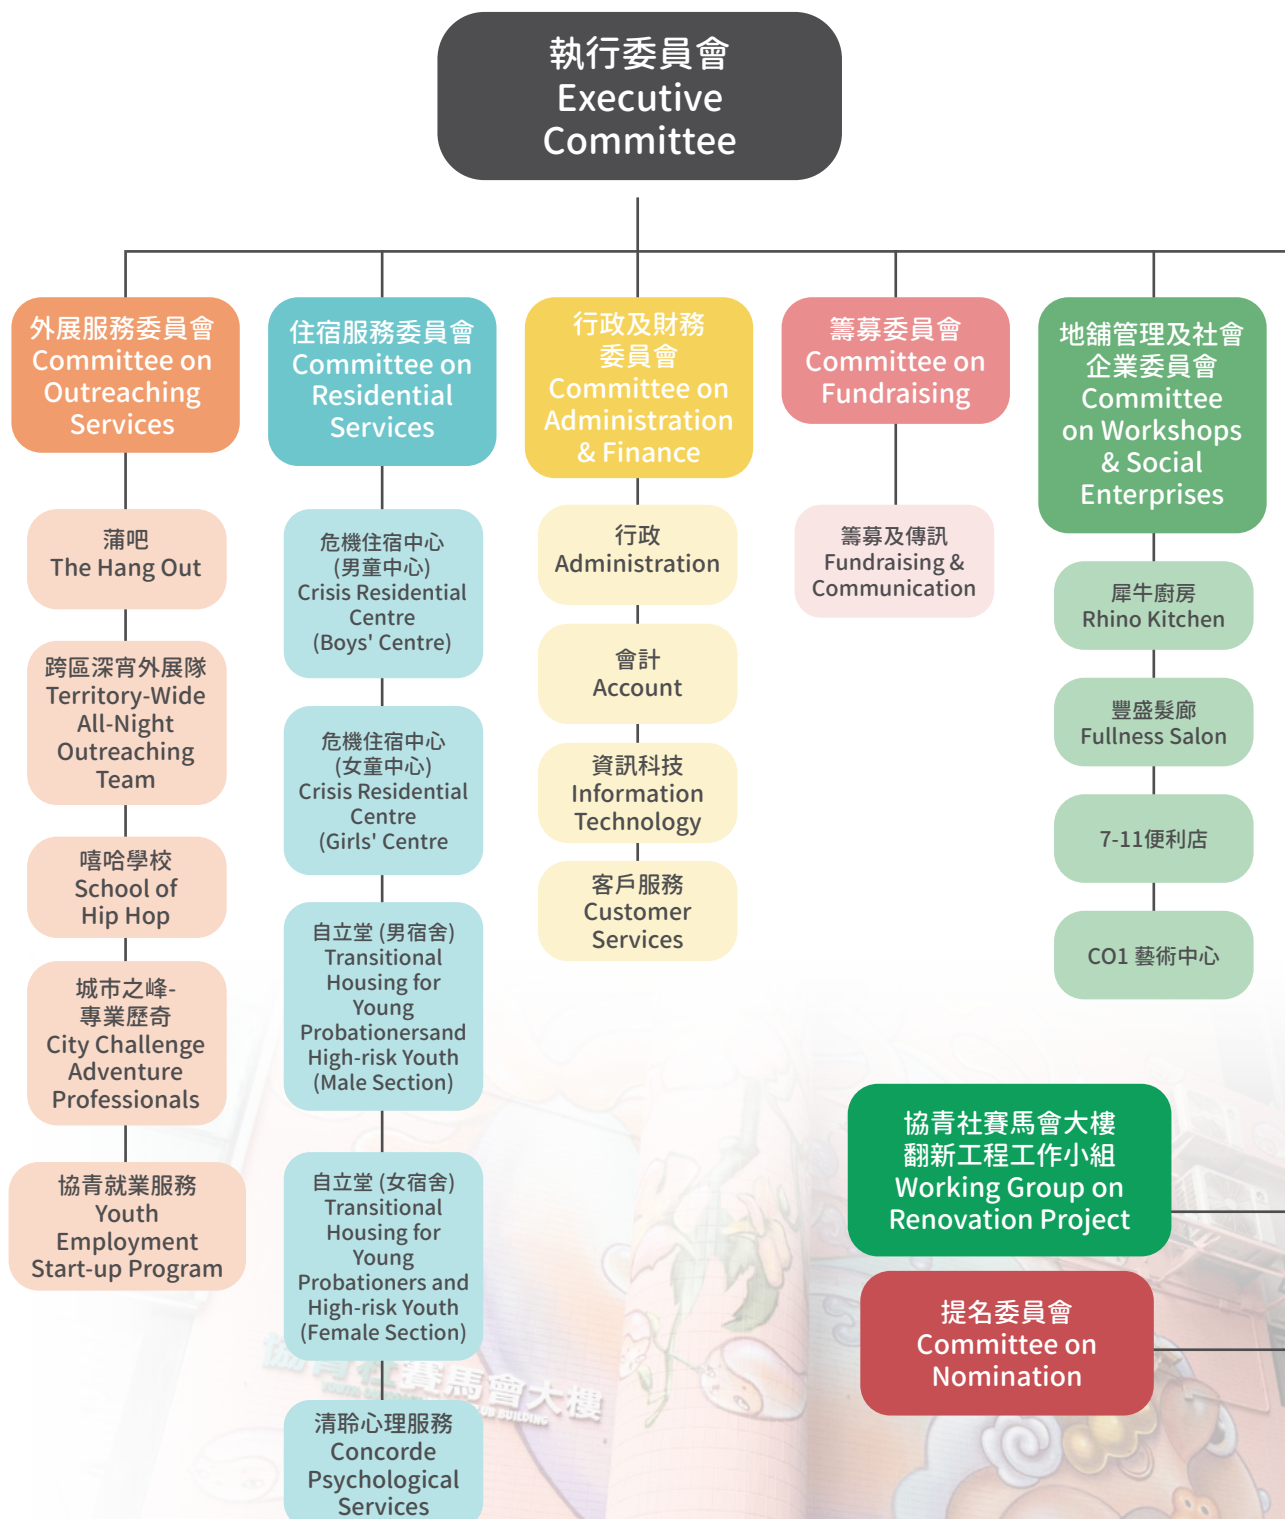 執行委員會
Executive
Committee
外展服務委員會
Committee on
Outreaching
Services
蒲吧
The Hang Out
跨區深宵外展隊
Territory-Wide
All-Night
Outreaching
Team
嘻哈學校
School of
Hip Hop
城市之峰-
專業歷奇
City Challenge
Adventure
Professionals
協青就業服務
Youth
Employment
Start-up Program
住宿服務委員會
Committee on
Residential
Services
危機住宿中心
(男童中心)
Crisis Residential
Centre
(Boys' Centre)
危機住宿中心
(女童中心)
Crisis Residential
Centre
(Girls' Centre
自立堂 (男宿舍)
Transitional
Housing for
Young
Probationersand
High-risk Youth
(Male Section)
自立堂 (女宿舍)
Transitional
Housing for
Young
Probationers and
High-risk Youth
(Female Section)
清聆心理服務
Concorde
Psychological
Services
行政及財務
委員會
Committee on
Administration
& Finance
行政
Administration
會計
Account
資訊科技
Information
Technology
客戶服務
Customer
Services
籌募委員會
Committee on
Fundraising
籌募及傳訊
Fundraising &
Communication
地舖管理及社會
企業委員會
Committee
on Workshops
& Social
Enterprises
犀牛廚房
Rhino Kitchen
豐盛髮廊
Fullness Salon
7-11便利店
CO1 藝術中心
協青社賽馬會大樓
翻新工程工作小組
Working Group on
Renovation Project
提名委員會
Committee on
Nomination
協青社賽馬會大樓
BUILDING